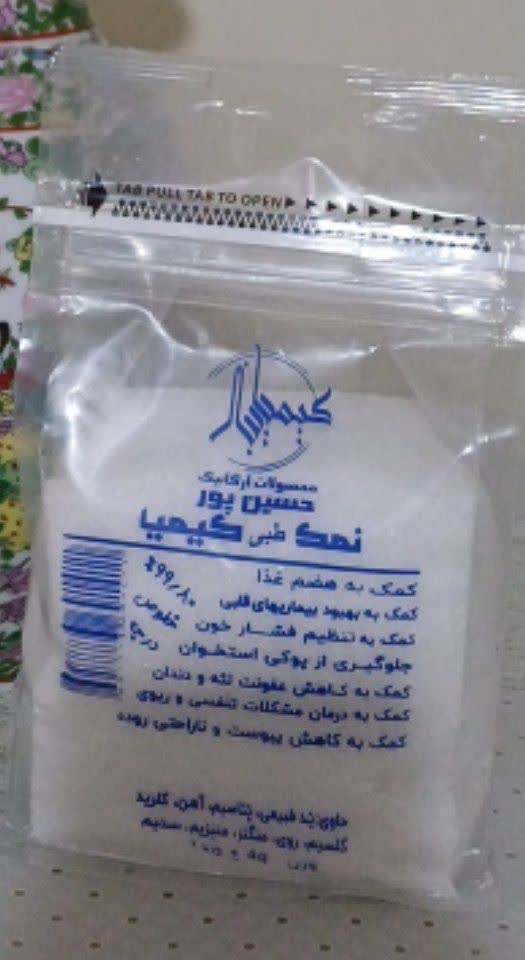 TAB PULL TAB TO OPEN
کیمیا
محصولات ارگانیک
حسین پور
نمک طبی کیمیا
کمک به هضم غذا
کمک به بهبود بیماریهای قلبی
کمک به تنظیم فشار خون
جلوگیری از پوکی استخوان
کمک به کاهش عفونت لثه و دندان
کمک به درمان مشکلات تنفسی و ریوی
کمک به کاهش یبوست و ناراحتی روده
٪۹۹/۸۰
خلوص
حاوی: ید طبیعی، پتاسیم، آهن، کلرید
کلسیم، روی، منگنز، منیزیم، سدیم